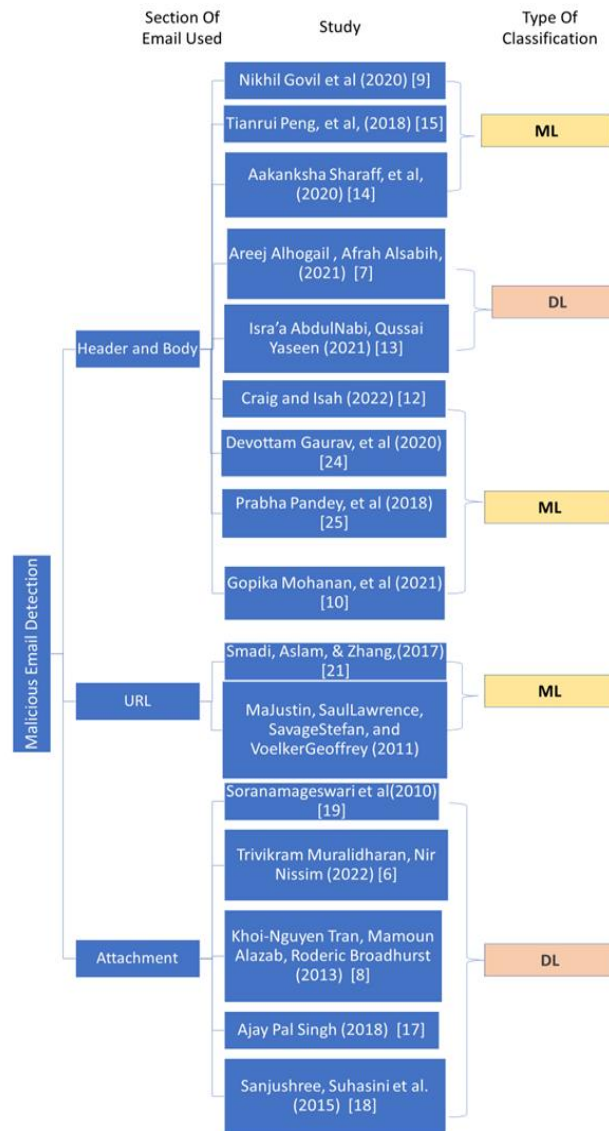 Section Of
Email Used
Study
Type Of
Classification
Nikhil Govil et al (2020) [9]
Tianrui Peng, et al, (2018) [15]
ML
Aakanksha Sharaff, et al,
(2020) [14]
Areej Alhogail , Afrah Alsabih,
(2021)  [7]
DL
Isra'a AbdulNabi, Qussai
Yaseen (2021) [13]
Header and Body
Craig and Isah (2022) [12]
Devottam Gaurav, et al (2020)
[24]
Prabha Pandey, et al (2018)
[25]
ML
Gopika Mohanan, et al (2021)
[10]
Malicious Email Detection
Smadi, Aslam, & Zhang,(2017)
[21]
URL
ML
MaJustin, SaulLawrence,
SavageStefan, and
VoelkerGeoffrey (2011)
Soranamageswari et al(2010)
[19]
Trivikram Muralidharan, Nir
Nissim (2022) [6]
Attachment
Khoi-Nguyen Tran, Mamoun
Alazab, Roderic Broadhurst
(2013)  [8]
DL
Ajay Pal Singh (2018)  [17]
Sanjushree, Suhasini et al.
(2015)  [18]